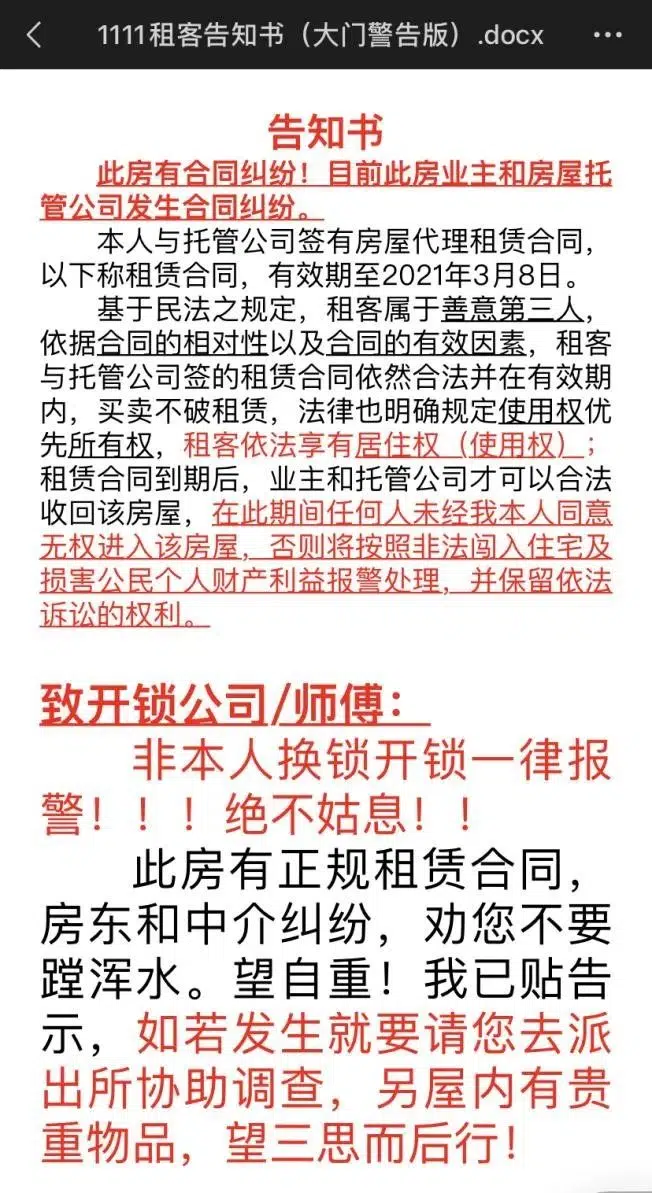 1111租客告知书（大门警告版）.docx
告知书
此房有合同纠纷！目前此房业主和房屋托
管公司发生合同纠纷。
本人与托管公司签有房屋代理租赁合同，
以下称租赁合同，有效期至2021年3月8日。
基于民法之规定，租客属于善意第三人，
依据合同的相对性以及合同的有效因素，租客
与托管公司签的租赁合同依然合法并在有效期
内，买卖不破租赁，法律也明确规定使用权优
先所有权，租客依法享有居住权（使用权）；
租赁合同到期后，业主和托管公司才可以合法
收回该房屋，在此期间任何人未经我本人同意
无权进入该房屋，否则将按照非法闯入住宅及
损害公民个人财产利益报警处理，并保留依法
诉讼的权利。
致开锁公司/师傅：
非本人换锁开锁一律报
警！！！绝不姑息！！
此房有正规租赁合同，
房东和中介纠纷，劝您不要
蹚浑水。望自重！我已贴告
示，如若发生就要请您去派
出所协助调查，另屋内有贵
重物品，望三思而后行！